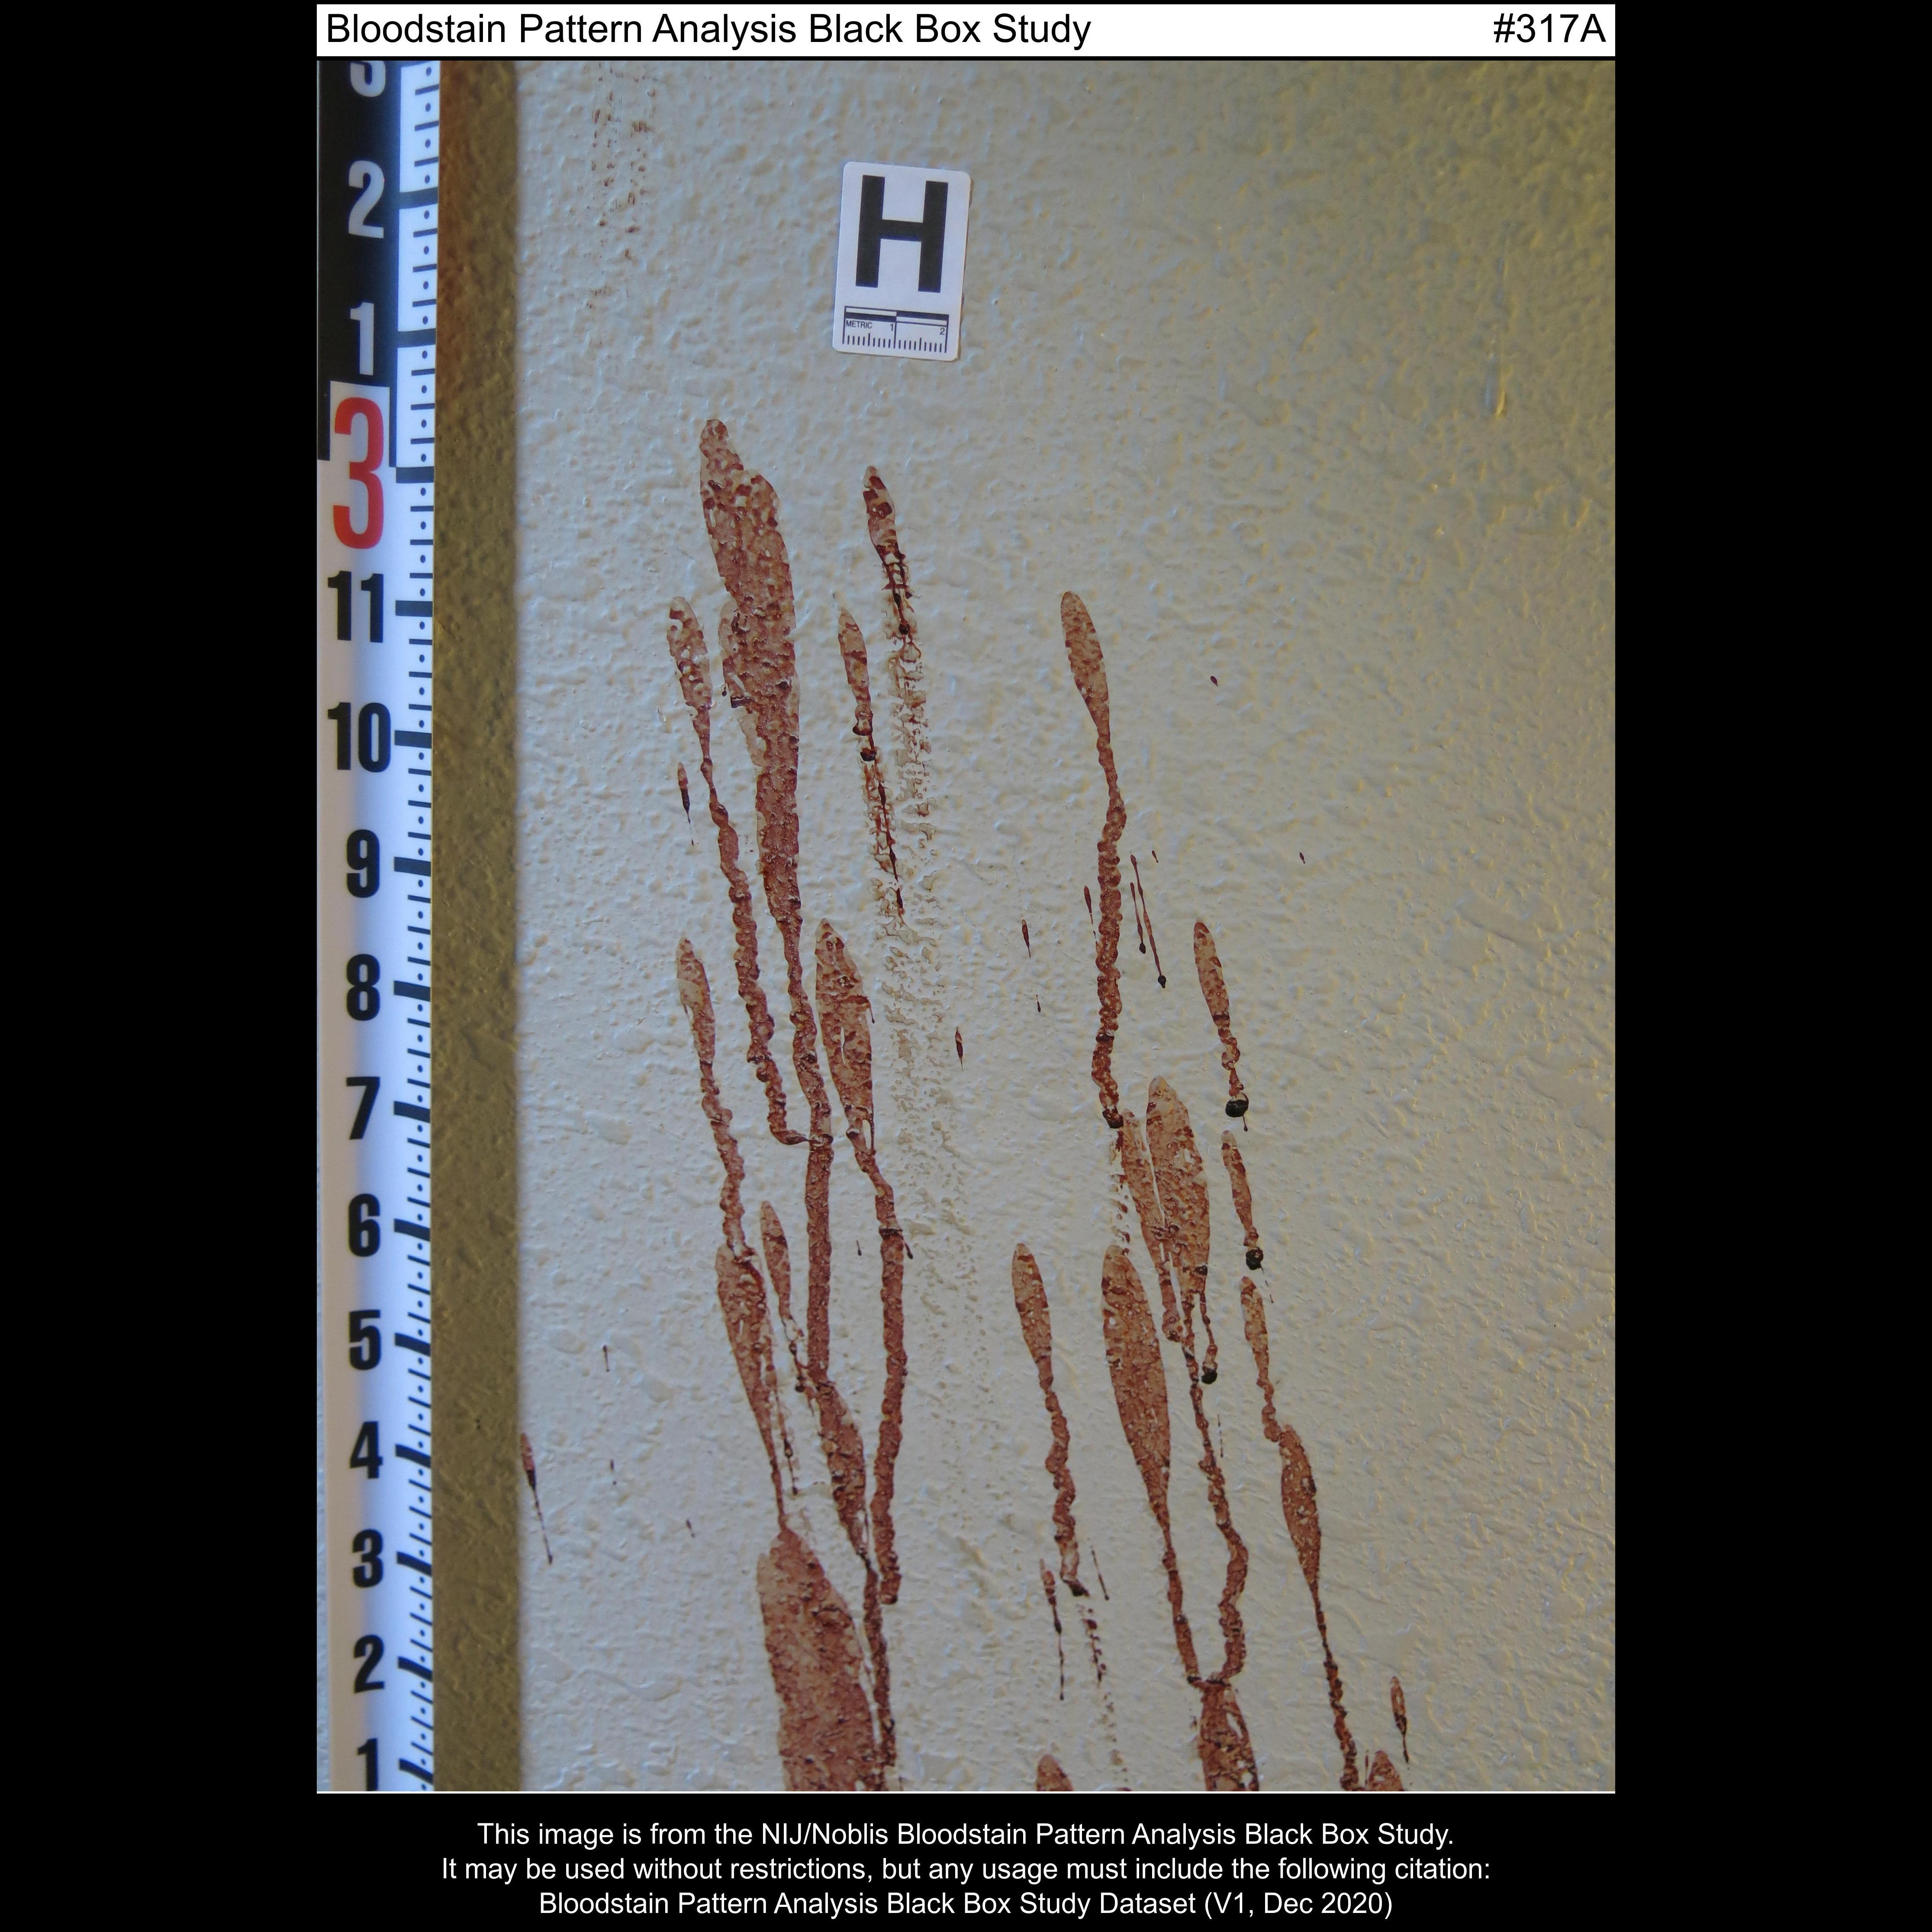 Bloodstain Pattern Analysis Black Box Study #317A
3
2
1
3
11
10
9
8
7
6
5
4
3
2
1
H
METRIC 1 2
This image is from the NIJ/Noblis Bloodstain Pattern Analysis Black Box Study.
It may be used without restrictions, but any usage must include the following citation:
Bloodstain Pattern Analysis Black Box Study Dataset (V1, Dec 2020)